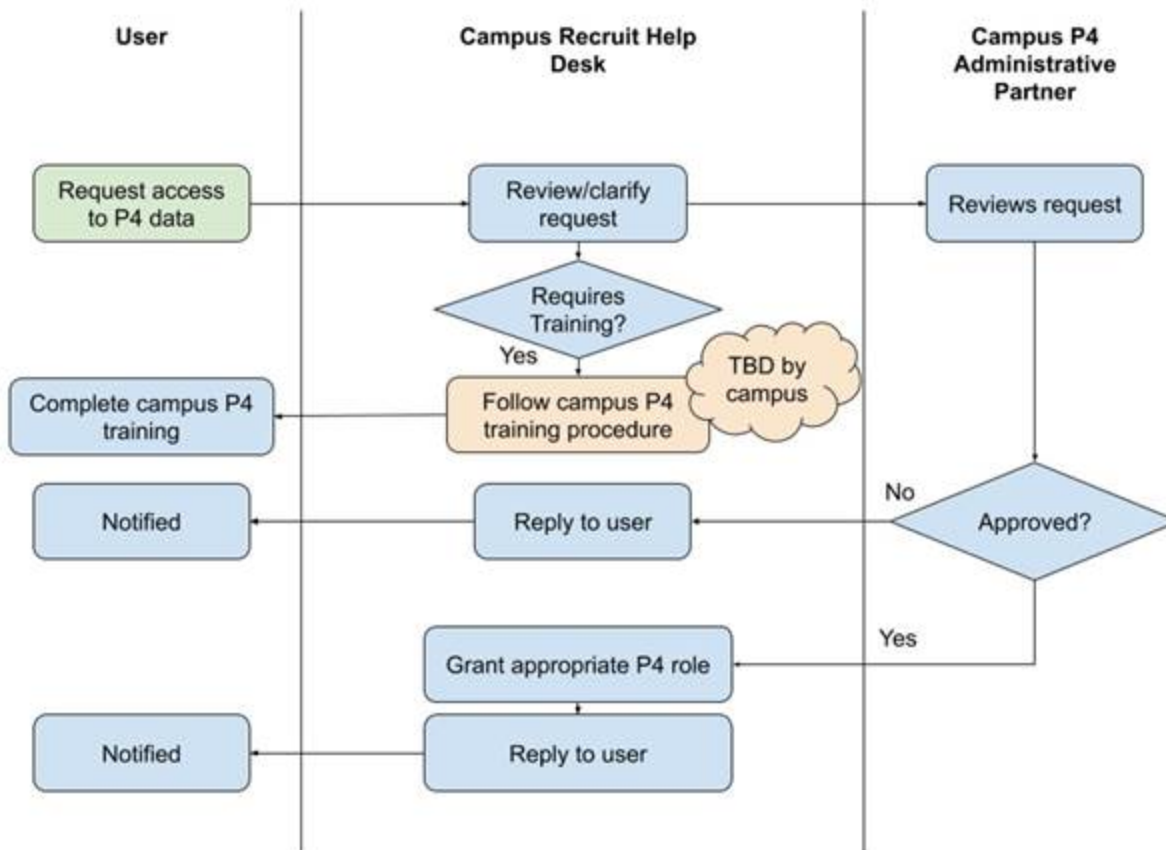 User
Campus Recruit Help
Desk
Campus P4
Administrative
Partner
Request access
to P4 data
Review/clarify
request
Reviews request
Requires
Training?
Yes
TBD by
campus
Complete campus P4
training
Follow campus P4
training procedure
No
Notified
Reply to user
Approved?
Yes
Grant appropriate P4 role
Notified
Reply to user